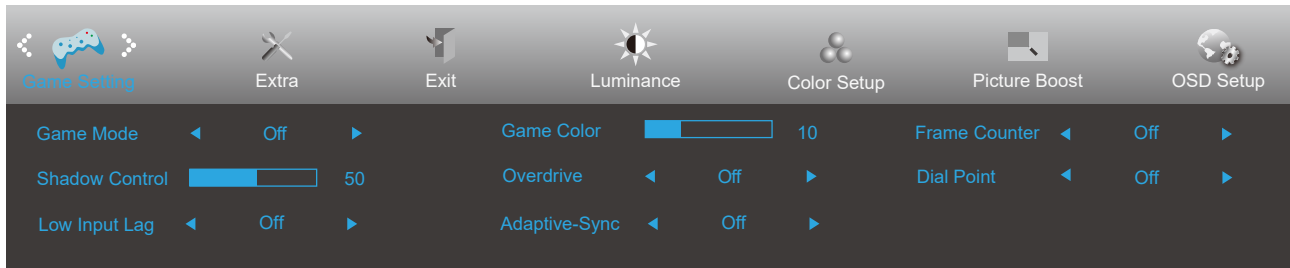 Game Setting Extra Exit Luminance Color Setup Picture Boost OSD Setup
Game Mode Off Game Color 10 Frame Counter Off
Shadow Control 50 Overdrive Off Dial Point Off
Low Input Lag Off Adaptive-Sync Off